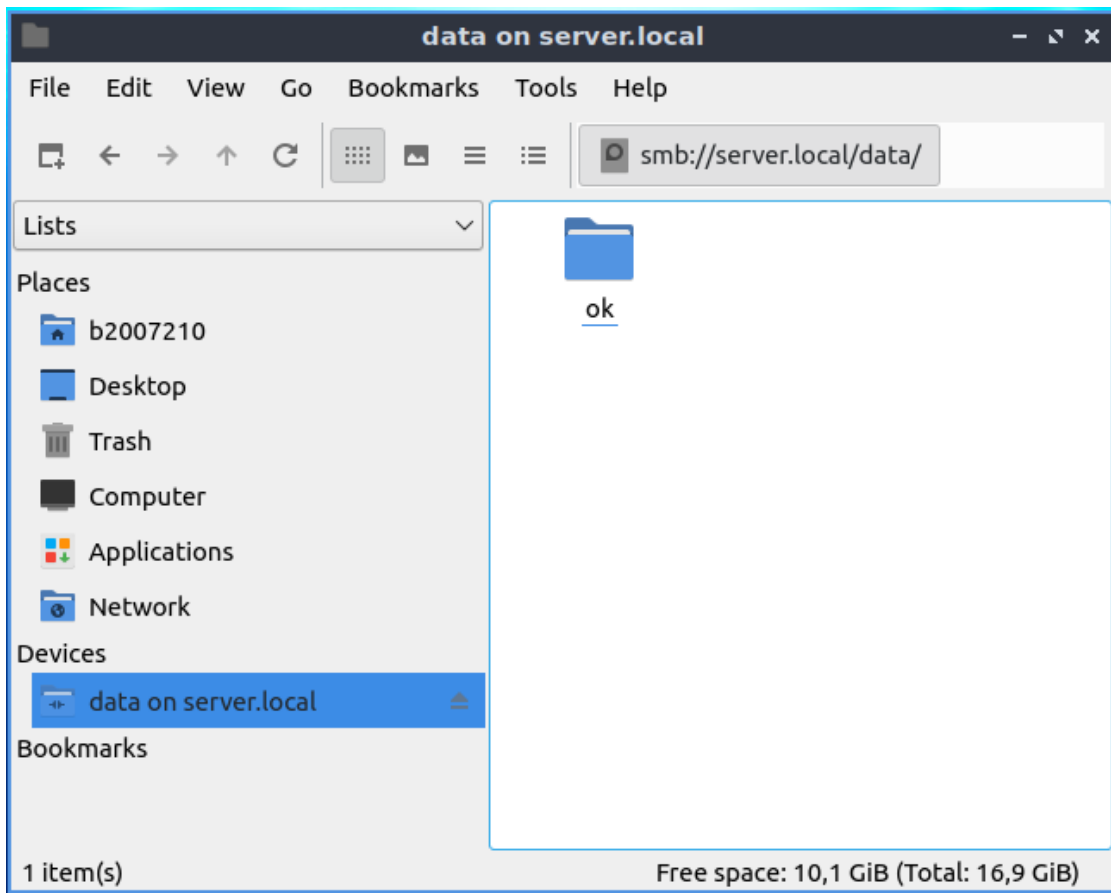 data on server.local
File Edit View Go Bookmarks Tools Help
smb://server.local/data/
Lists
Places
b2007210
Desktop
Trash
Computer
Applications
Network
Devices
data on server.local
Bookmarks
ok
1 item(s) Free space: 10,1 GiB (Total: 16,9 GiB)